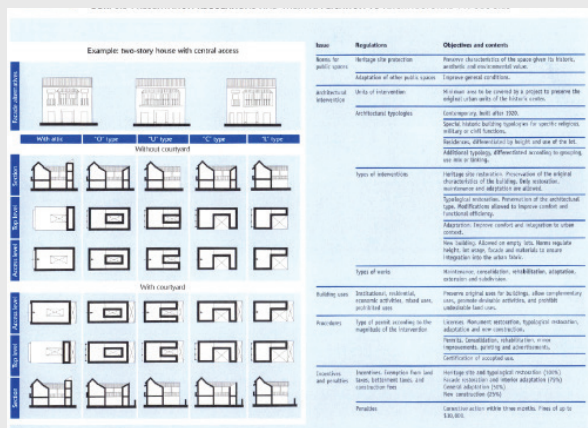 Example: two-story house with central access
Facade alternatives
With attic "O" type "U" type "C" type "L" type
Without courtyard
Section
Top level
Access level
With courtyard
Access level
Top level
Section
Issue Regulations Objectives and contents
Norms for public spaces
Heritage site protection
Preserve characteristics of the space given its historic,
aesthetic and environmental value.
Adaptation of other public spaces
Improve general conditions.
Architectural
intervention
Units of intervention
Minimum area to be covered by a project to preserve the
original urban units of the historic centre.
Architectural typologies
Contemporary, built after 1920.
Special historic building typologies for specific religious,
military or civil functions.
Residence, differentiated by height and use of the lot.
Additional typology, differentiated according to grouping,
use mix or linking.
Types of interventions
Heritage site restoration. Preservation of the original
characteristics of the building. Only restoration,
maintenance and adaptation are allowed.
Typological restoration. Preservation of the architectural
type. Modifications allowed to improve comfort and
functional efficiency.
Adaptation. Improve comfort and integration to urban
context.
New building. Allowed on empty lots. Norms regulate
height, lot usage, facade and materials to ensure
integration into the urban fabric.
Types of works
Maintenance, consolidation, rehabilitation, adaptation,
extension and subdivision.
Building uses
Institutional, residential,
economic activities, mixed uses,
prohibited uses
Preserve original uses for buildings, allow complementary
uses, promote desirable activities, and prohibit
undesirable land uses.
Procedures
Type of permit according to the
magnitude of the intervention
Licenses. Monument restoration, typological restoration,
adaptation and new construction.
Permits. Consolidation, rehabilitation, minor
improvements, painting and advertisements.
Certification of accepted use.
Incentives
and penalties
Incentives. Exemption from land
taxes, betterment taxes, and
construction fees
Heritage site and typological restoration (100%)
Facade restoration and interior adaptation (75%)
General adaptation (50%)
New construction (25%)
Penalties
Corrective action within three months. Fines of up to